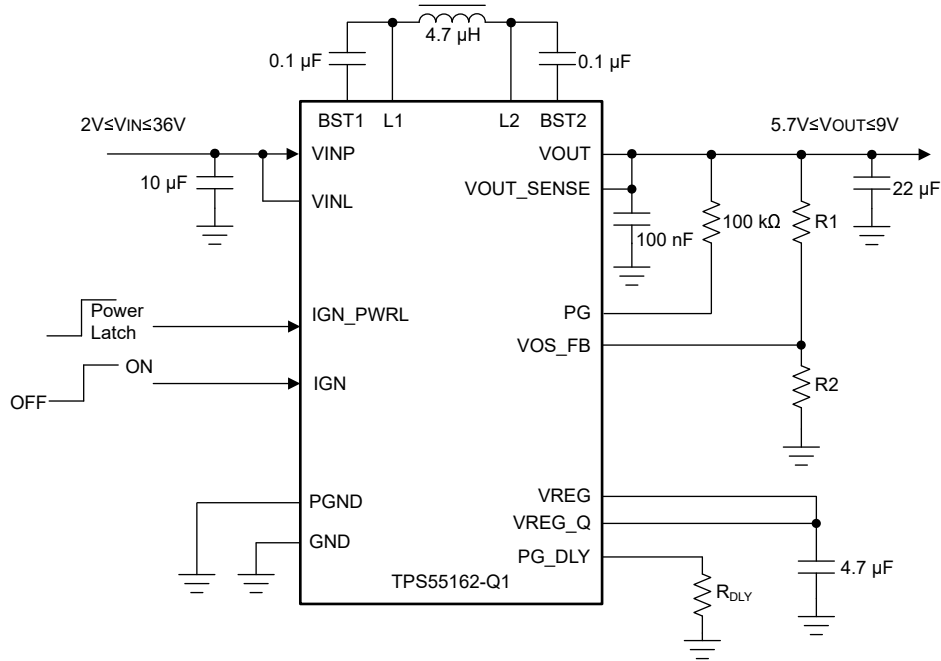 4.7 µH
0.1 µF
0.1 µF
BST1
L1
L2
BST2
2V≤VIN≤36V
5.7V≤VOUT≤9V
VINP
VOUT
10 µF
VINL
VOUT_SENSE
22 µF
100 nF
100 kΩ
R1
Power
Latch
IGN_PWRL
PG
VOS_FB
ON
OFF
IGN
R2
PGND
VREG
VREG_Q
GND
PG_DLY
4.7 µF
TPS55162-Q1
RDLY